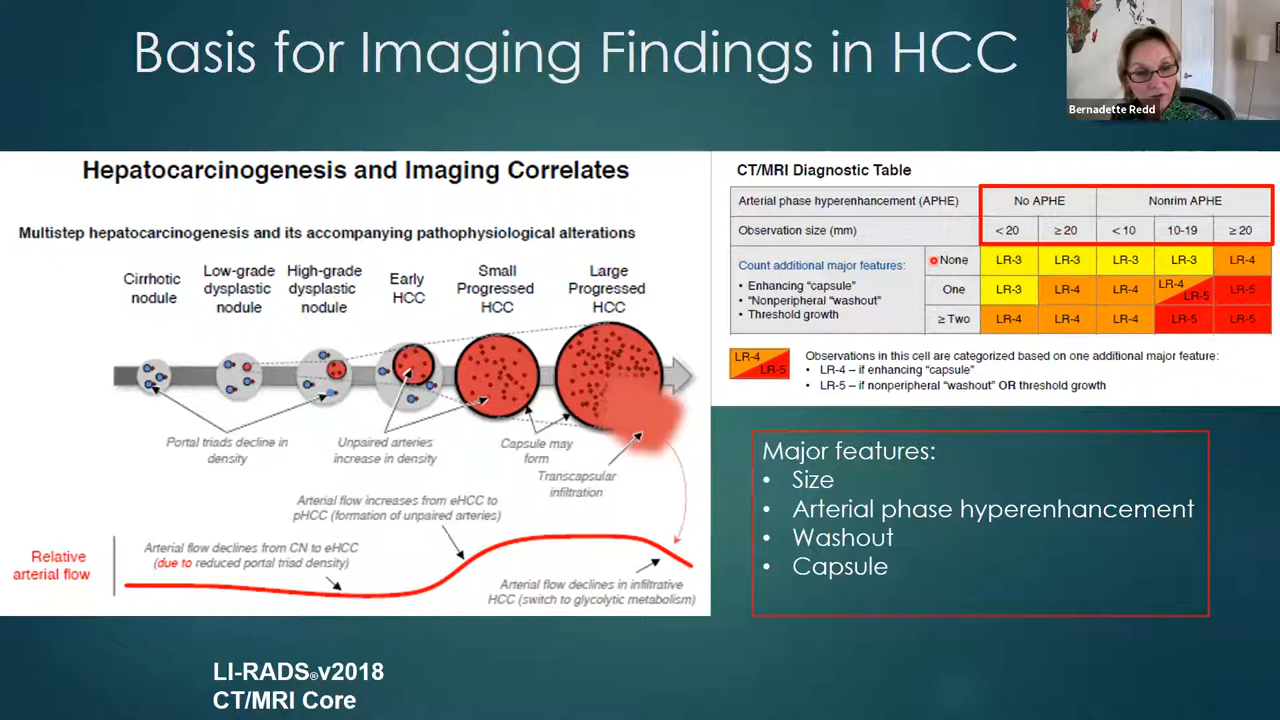 Basis for Imaging Findings in HCC
Bernadette Redd
Hepatocarcinogenesis and Imaging Correlates
Multistep hepatocarcinogenesis and its accompanying pathophysiological alterations
Cirrhotic
nodule
Low-grade
dysplastic
nodule
High-grade
dysplastic
nodule
Early
HCC
Small
Progressed
HCC
Large
Progressed
HCC
Portal triads decline in
density
Unpaired arteries
increase in density
Capsule may
form
Transcapsular
infiltration
Arterial flow increases from eHCC to
pHCC (formation of unpaired arteries)
Relative
arterial flow
Arterial flow declines from CN to eHCC
(due to reduced portal triad density)
Arterial flow declines in infiltrative
HCC (switch to glycolytic metabolism)
CT/MRI Diagnostic Table
Arterial phase hyperenhancement (APHE) No APHE Nonrim APHE
Observation size (mm) < 20 ≥ 20 < 10 10-19 ≥ 20
Count additional major features:
• Enhancing "capsule"
• "Nonperipheral "washout"
• Threshold growth
None LR-3 LR-3 LR-3 LR-3 LR-4
One LR-3 LR-4 LR-4 LR-4 LR-5 LR-5
≥ Two LR-4 LR-4 LR-4 LR-5 LR-5
LR-4 LR-5
Observations in this cell are categorized based on one additional major feature:
• LR-4 – if enhancing "capsule"
• LR-5 – if nonperipheral "washout" OR threshold growth
Major features:
• Size
• Arterial phase hyperenhancement
• Washout
• Capsule
LI-RADS®v2018
CT/MRI Core